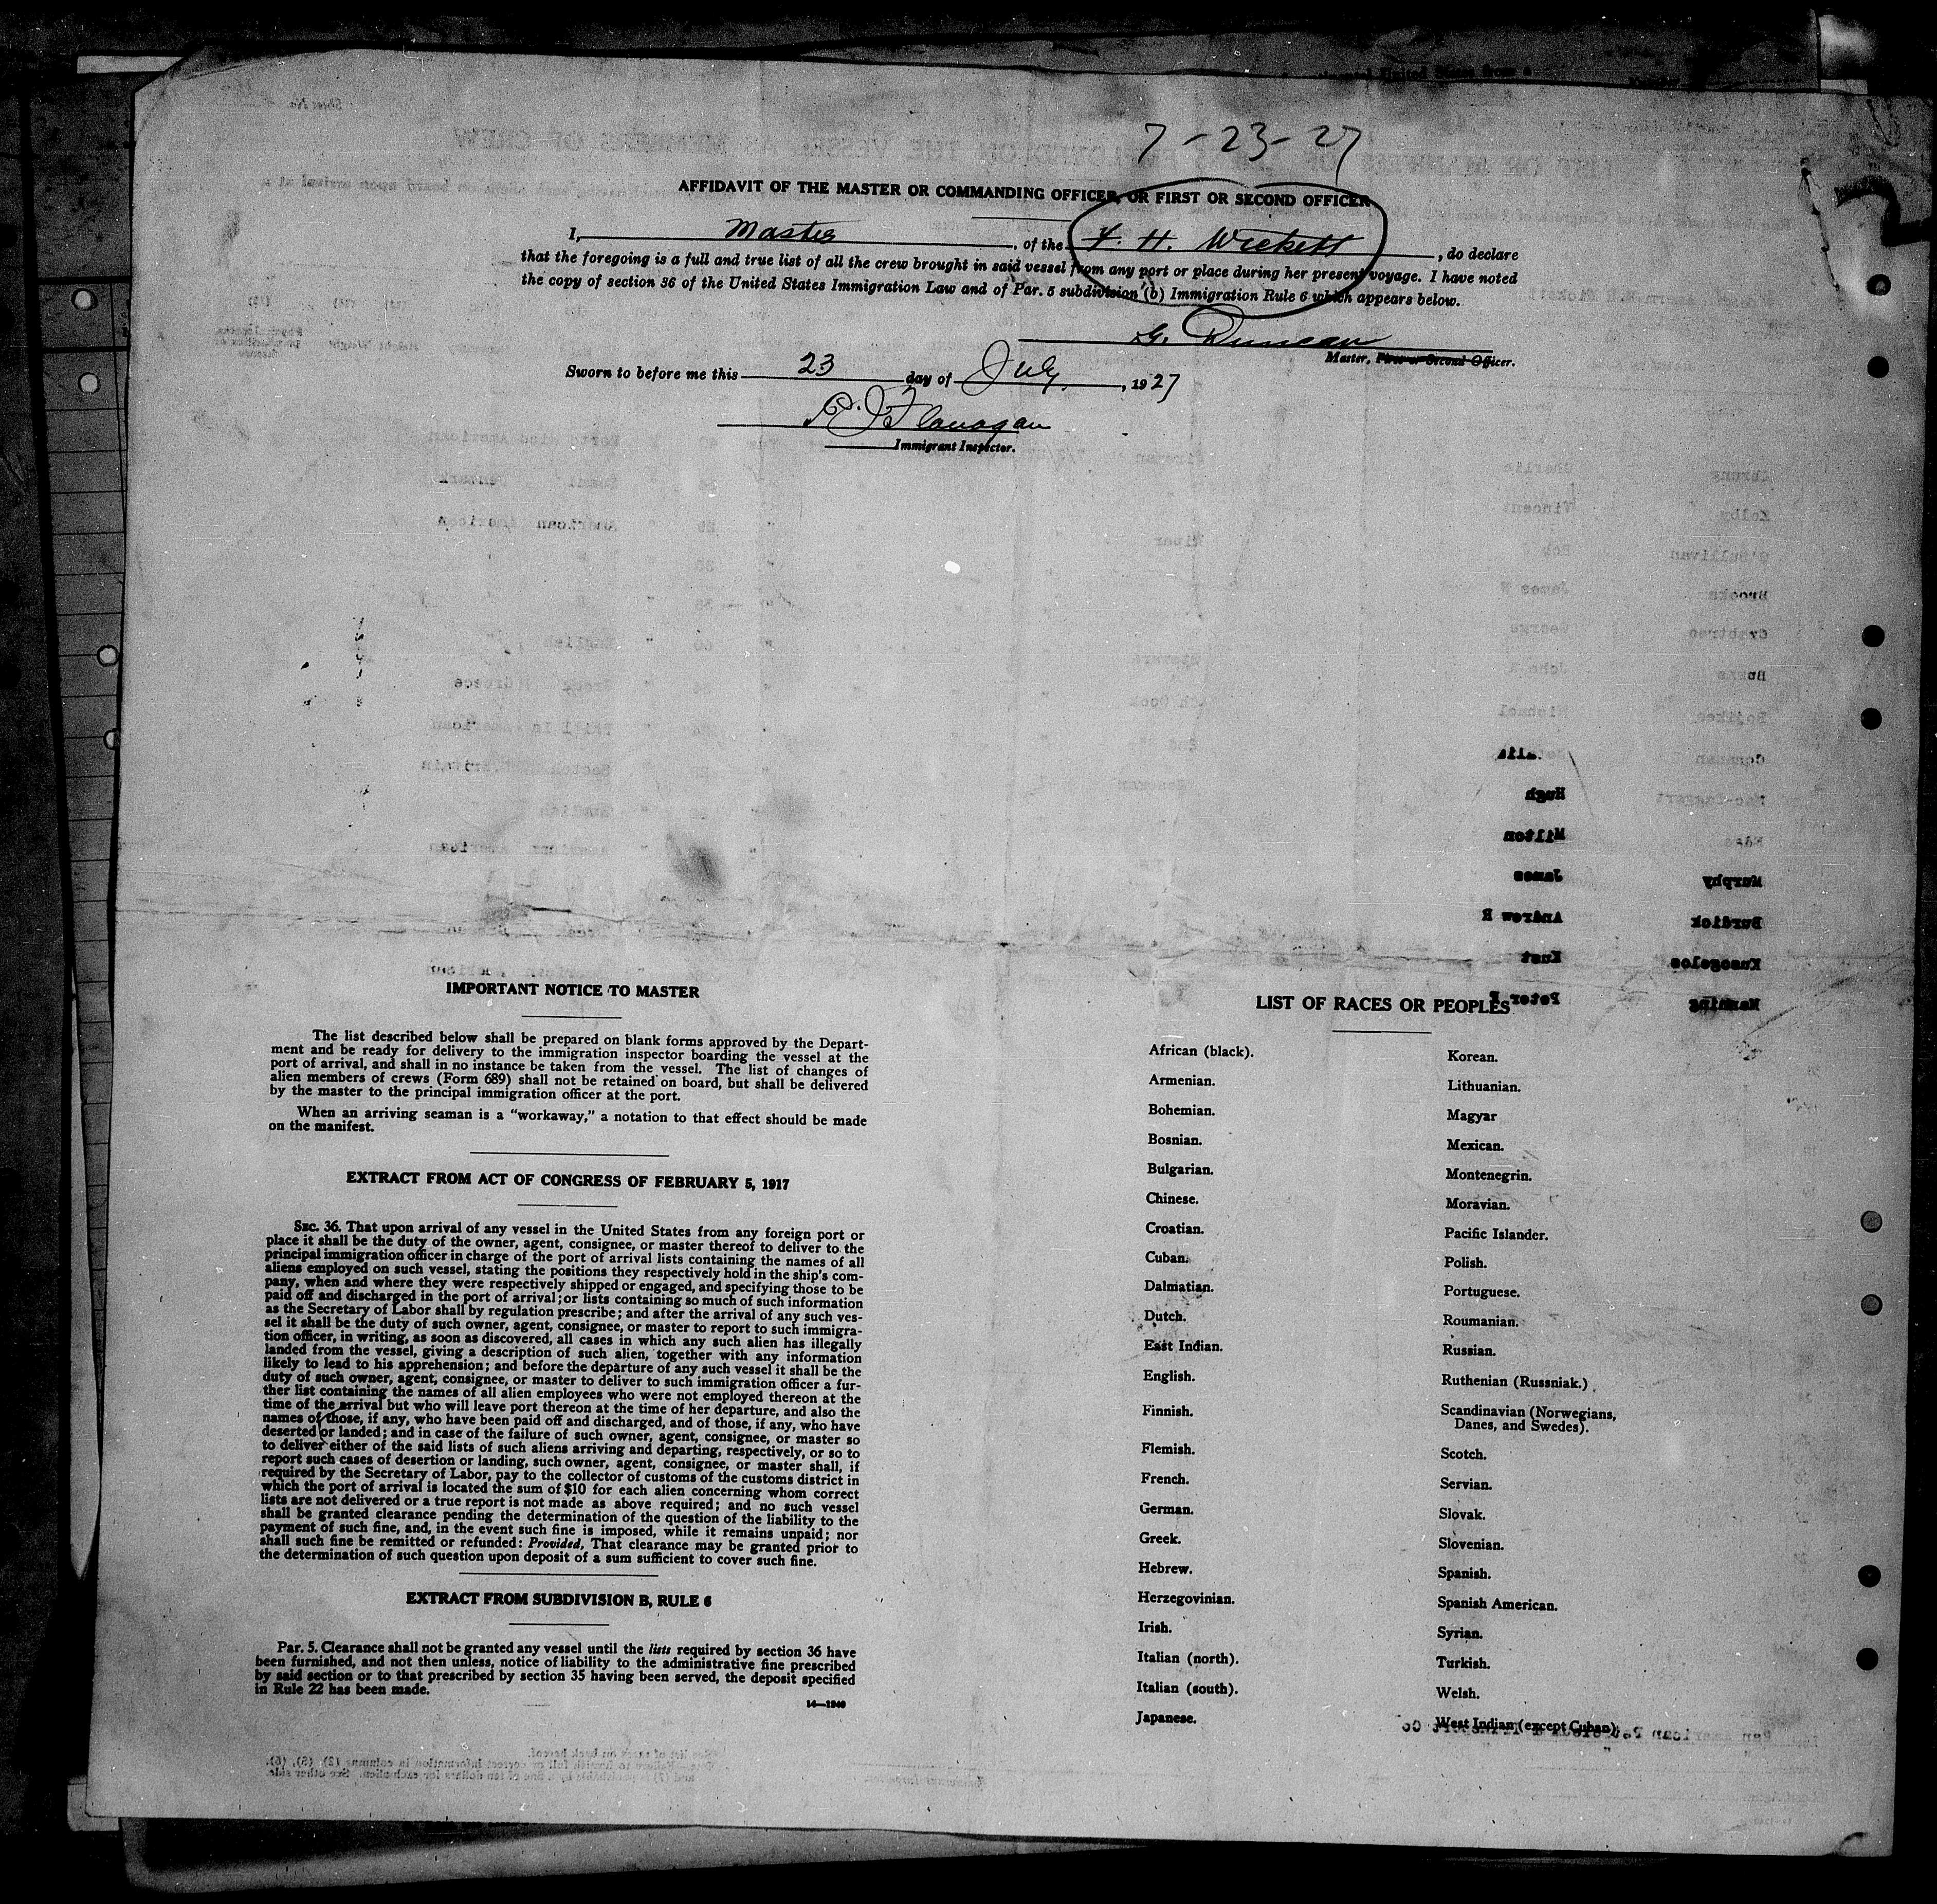 7-23-27
AFFIDAVIT OF THE MASTER OR COMMANDING OFFICER, OR FIRST OR SECOND OFFICER
I, Master, of the F. H. Wickett, do declare
that the foregoing is a full and true list of all the crew brought in said vessel from any port or place during her present voyage. I have noted
the copy of section 36 of the United States Immigration Law and of Par. 5 subdivision (b) Immigration Rule 6 which appears below.
G. Duncan
Master, First or Second Officer.
Sworn to before me this 23 day of July, 1927
P. J. Flanagan
Immigrant Inspector.
IMPORTANT NOTICE TO MASTER
The list described below shall be prepared on blank forms approved by the Depart-
ment and be ready for delivery to the immigration inspector boarding the vessel at the
port of arrival, and shall in no instance be taken from the vessel. The list of changes of
alien members of crews (Form 689) shall not be retained on board, but shall be delivered
by the master to the principal immigration officer at the port.
When an arriving seaman is a "workaway," a notation to that effect should be made
on the manifest.
EXTRACT FROM ACT OF CONGRESS OF FEBRUARY 5, 1917
SEC. 36. That upon arrival of any vessel in the United States from any foreign port or
place it shall be the duty of the owner, agent, consignee, or master thereof to deliver to the
principal immigration officer in charge of the port of arrival lists containing the names of all
aliens employed on such vessel, stating the positions they respectively hold in the ship's com-
pany, when and where they were respectively shipped or engaged, and specifying those to be
paid off and discharged in the port of arrival; or lists containing so much of such information
as the Secretary of Labor shall by regulation prescribe; and after the arrival of any such ves-
sel it shall be the duty of such owner, agent, consignee, or master to report to such immigra-
tion officer, in writing, as soon as discovered, all cases in which any such alien has illegally
landed from the vessel, giving a description of such alien, together with any information
likely to lead to his apprehension; and before the departure of any such vessel it shall be the
duty of such owner, agent, consignee, or master to deliver to such immigration officer a fur-
ther list containing the names of all alien employees who were not employed thereon at the
time of the arrival but who will leave port thereon at the time of her departure, and also the
names of those, if any, who have been paid off and discharged, and of those, if any, who have
deserted or landed; and in case of the failure of such owner, agent, consignee, or master so
to deliver either of the said lists of such aliens arriving and departing, respectively, or so to
report such cases of desertion or landing, such owner, agent, consignee, or master shall, if
required by the Secretary of Labor, pay to the collector of customs of the customs district in
which the port of arrival is located the sum of $10 for each alien concerning whom correct
lists are not delivered or a true report is not made as above required; and no such vessel
shall be granted clearance pending the determination of the question of the liability to the
payment of such fine, and, in the event such fine is imposed, while it remains unpaid; nor
shall such fine be remitted or refunded: Provided, That clearance may be granted prior to
the determination of such question upon deposit of a sum sufficient to cover such fine.
EXTRACT FROM SUBDIVISION B, RULE 6
Par. 5. Clearance shall not be granted any vessel until the lists required by section 36 have
been furnished, and not then unless, notice of liability to the administrative fine prescribed
by said section or to that prescribed by section 35 having been served, the deposit specified
in Rule 22 has been made.
14—1940
LIST OF RACES OR PEOPLES
African (black).
Armenian.
Bohemian.
Bosnian.
Bulgarian.
Chinese.
Croatian.
Cuban.
Dalmatian.
Dutch.
East Indian.
English.
Finnish.
Flemish.
French.
German.
Greek.
Hebrew.
Herzegovinian.
Irish.
Italian (north).
Italian (south).
Japanese.
Korean.
Lithuanian.
Magyar
Mexican.
Montenegrin.
Moravian.
Pacific Islander.
Polish.
Portuguese.
Roumanian.
Russian.
Ruthenian (Russniak.)
Scandinavian (Norwegians,
Danes, and Swedes).
Scotch.
Servian.
Slovak.
Slovenian.
Spanish.
Spanish American.
Syrian.
Turkish.
Welsh.
West Indian (except Cuban).